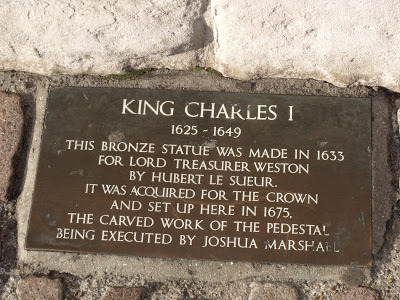 KING CHARLES I
1625 - 1649
THIS BRONZE STATUE WAS MADE IN 1633
FOR LORD TREASURER WESTON
BY HUBERT LE SUEUR.
IT WAS ACQUIRED FOR THE CROWN
AND SET UP HERE IN 1675,
THE CARVED WORK OF THE PEDESTAL
BEING EXECUTED BY JOSHUA MARSHALL